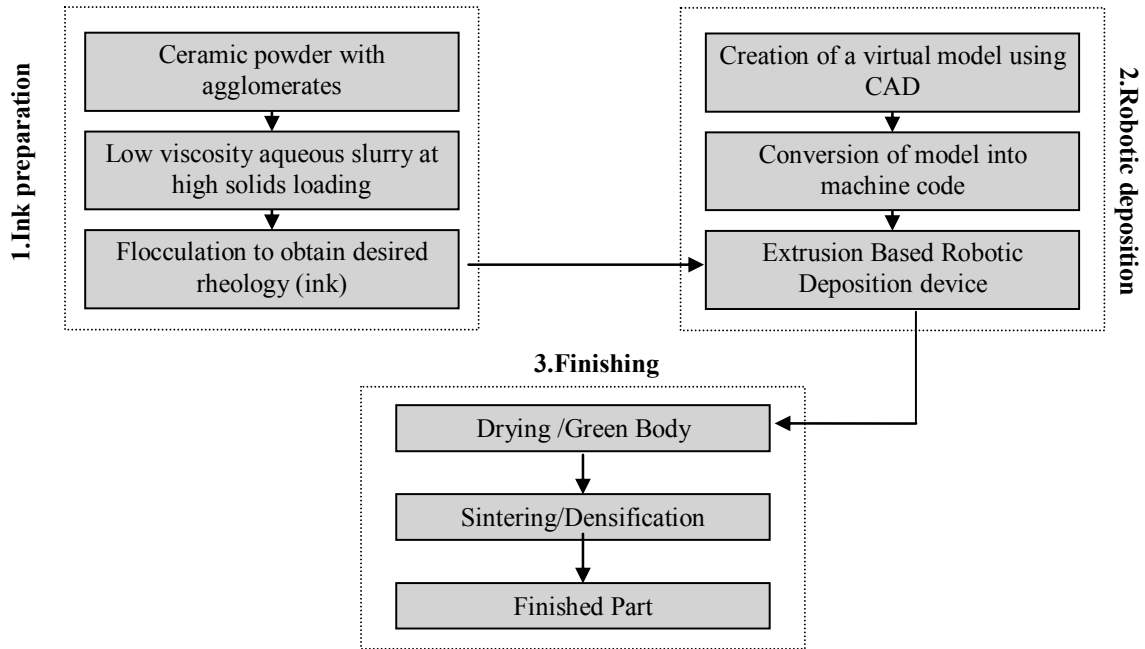 1.Ink preparation
Ceramic powder with
agglomerates
Low viscosity aqueous slurry at
high solids loading
Flocculation to obtain desired
rheology (ink)
2.Robotic deposition
Creation of a virtual model using
CAD
Conversion of model into
machine code
Extrusion Based Robotic
Deposition device
3.Finishing
Drying /Green Body
Sintering/Densification
Finished Part